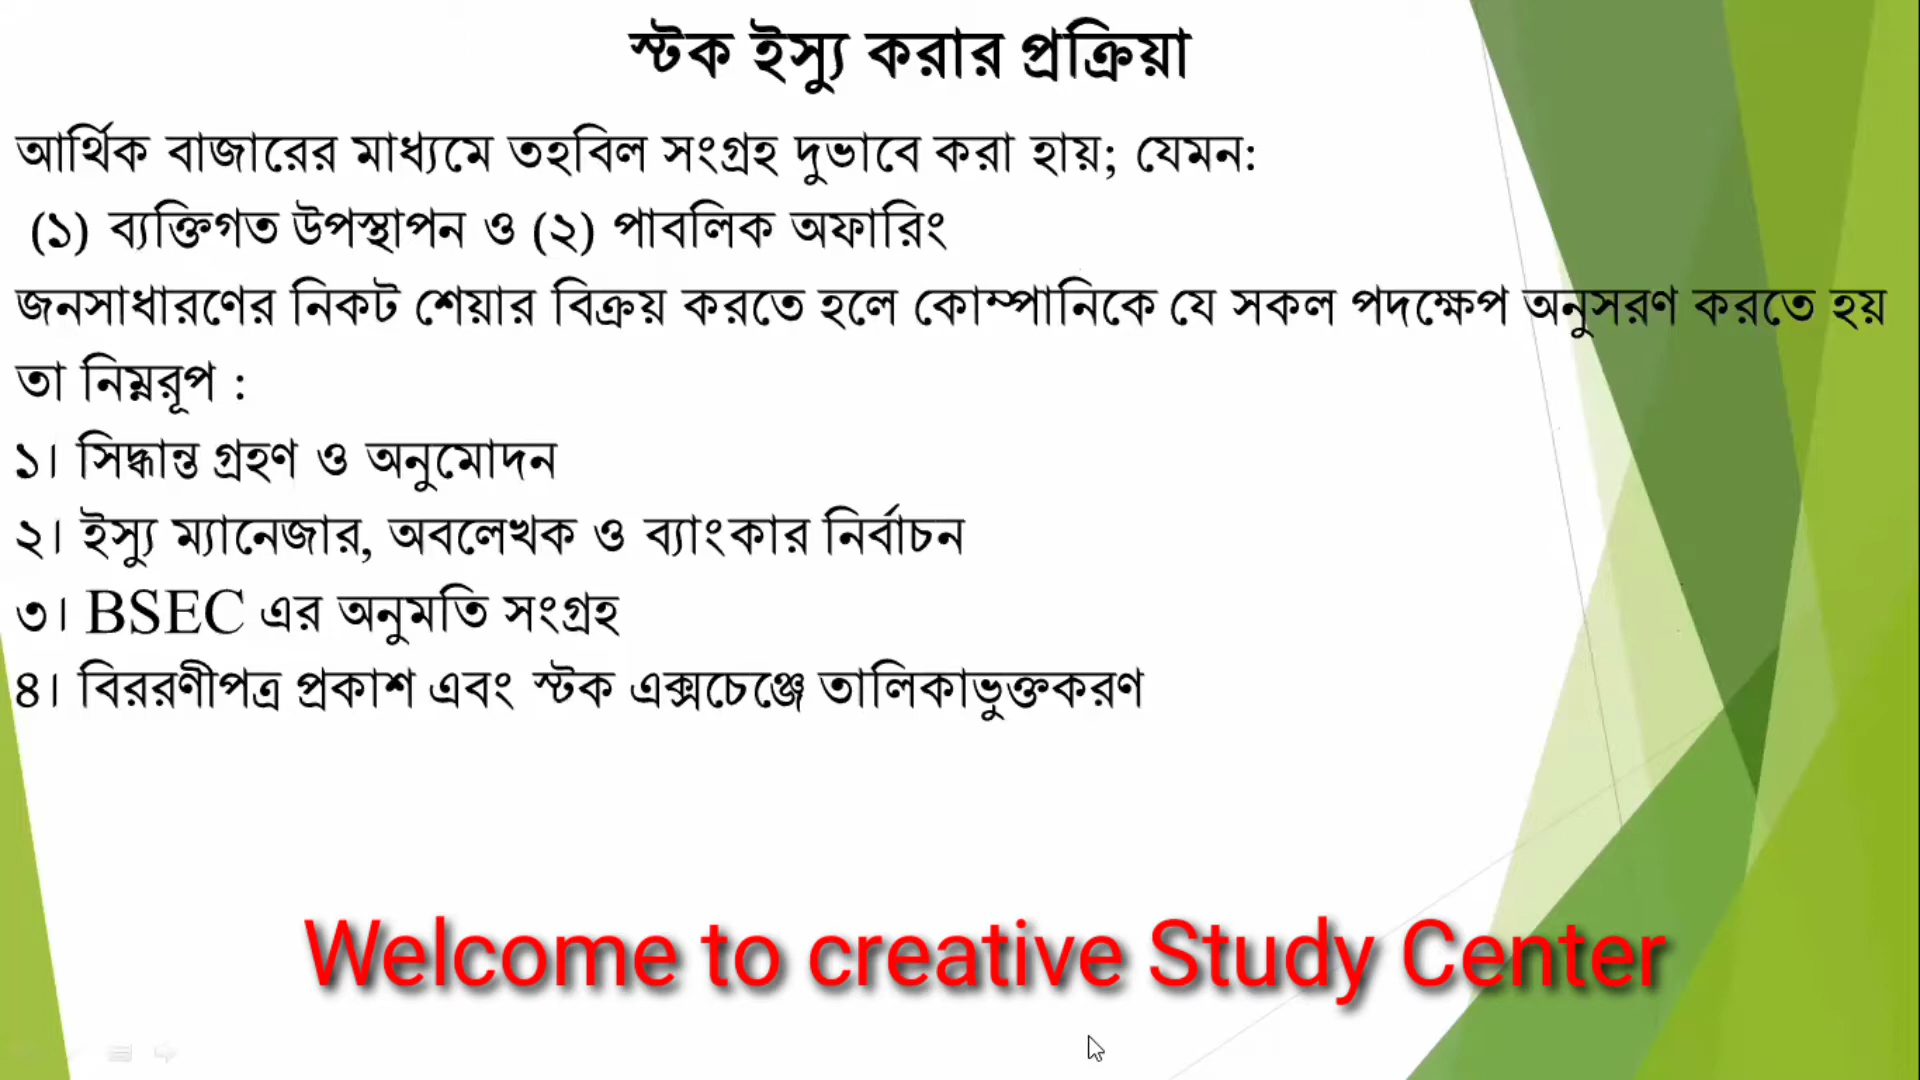 স্টক ইস্যু করার প্রক্রিয়া
আর্থিক বাজারের মাধ্যমে তহবিল সংগ্রহ দুভাবে করা হায়; যেমন:
(১) ব্যক্তিগত উপস্থাপন ও (২) পাবলিক অফারিং
জনসাধারণের নিকট শেয়ার বিক্রয় করতে হলে কোম্পানিকে যে সকল পদক্ষেপ অনুসরণ করতে হয়
তা নিম্নরূপ :
১। সিদ্ধান্ত গ্রহণ ও অনুমোদন
২। ইস্যু ম্যানেজার, অবলেখক ও ব্যাংকার নির্বাচন
৩। BSEC এর অনুমতি সংগ্রহ
৪। বিররণীপত্র প্রকাশ এবং স্টক এক্সচেঞ্জে তালিকাভুক্তকরণ
Welcome to creative Study Center